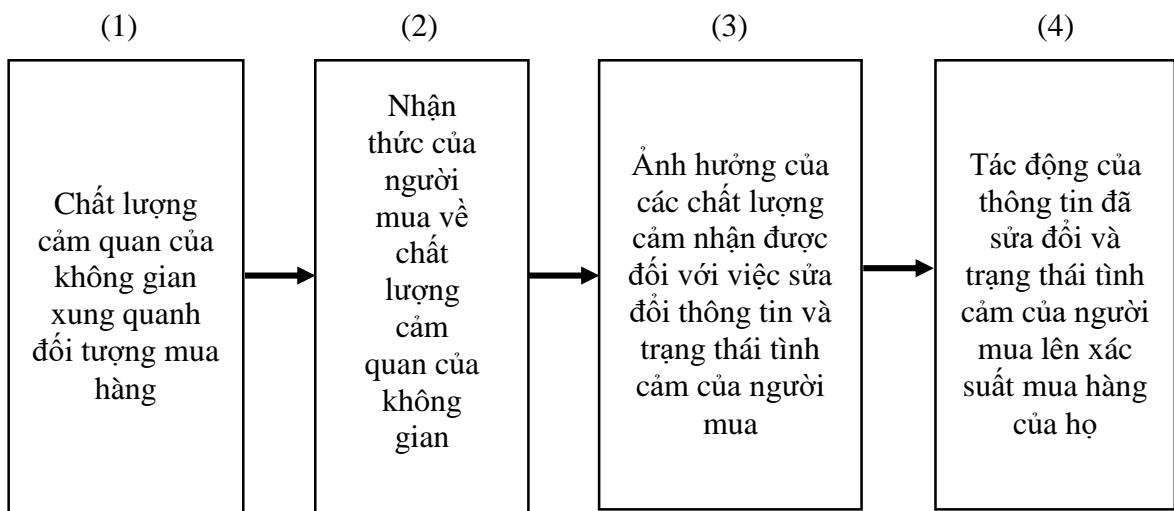 (1)
(2)
(3)
(4)
Chất lượng
cảm quan của
không gian
xung quanh
đối tượng mua
hàng
Nhận
thức của
người
mua về
chất
lượng
cảm
quan của
không
gian
Ảnh hưởng của
các chất lượng
cảm nhận được
đối với việc sửa
đổi thông tin và
trạng thái tình
cảm của người
mua
Tác động của
thông tin đã
sửa đổi và
trạng thái tình
cảm của người
mua lên xác
suất mua hàng
của họ